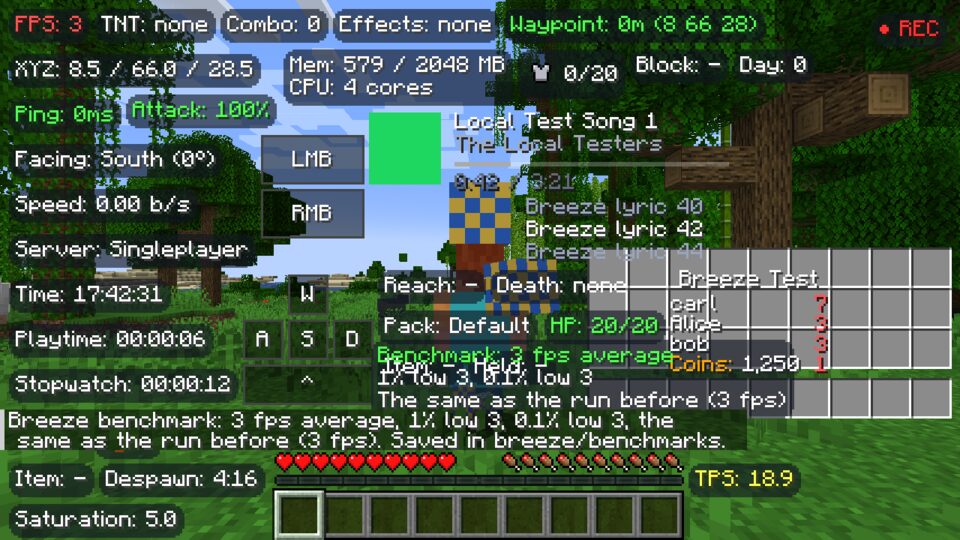 FPS: 3 TNT: none Combo: 0 Effects: none Waypoint: 0m (8 66 28) REC
XYZ: 8.5 / 66.0 / 28.5 Mem: 579 / 2048 MB 0/20 Block: - Day: 0
CPU: 4 cores
Ping: 0ms Attack: 100%
Local Test Song 1
The Local Testers
Facing: South (0°) LMB
0:42 / 3:21
Speed: 0.00 b/s RMB
Breeze lyric 40
Breeze lyric 42
Breeze lyric 44
Server: Singleplayer
Reach: - Death: none
Breeze Test
Time: 17:42:31 W
carl 7
Alice 3
bob 3
Coins: 1,250 1
Pack: Default HP: 20/20
Playtime: 00:00:06 A S D
Benchmark: 3 fps average
Item: - Held: -
1% low 3, 0.1% low 3
The same as the run before (3 fps)
Stopwatch: 00:00:12 ^
Breeze benchmark: 3 fps average, 1% low 3, 0.1% low 3, the
same as the run before (3 fps). Saved in breeze/benchmarks.
Item: - Despawn: 4:16 TPS: 18.9
Saturation: 5.0